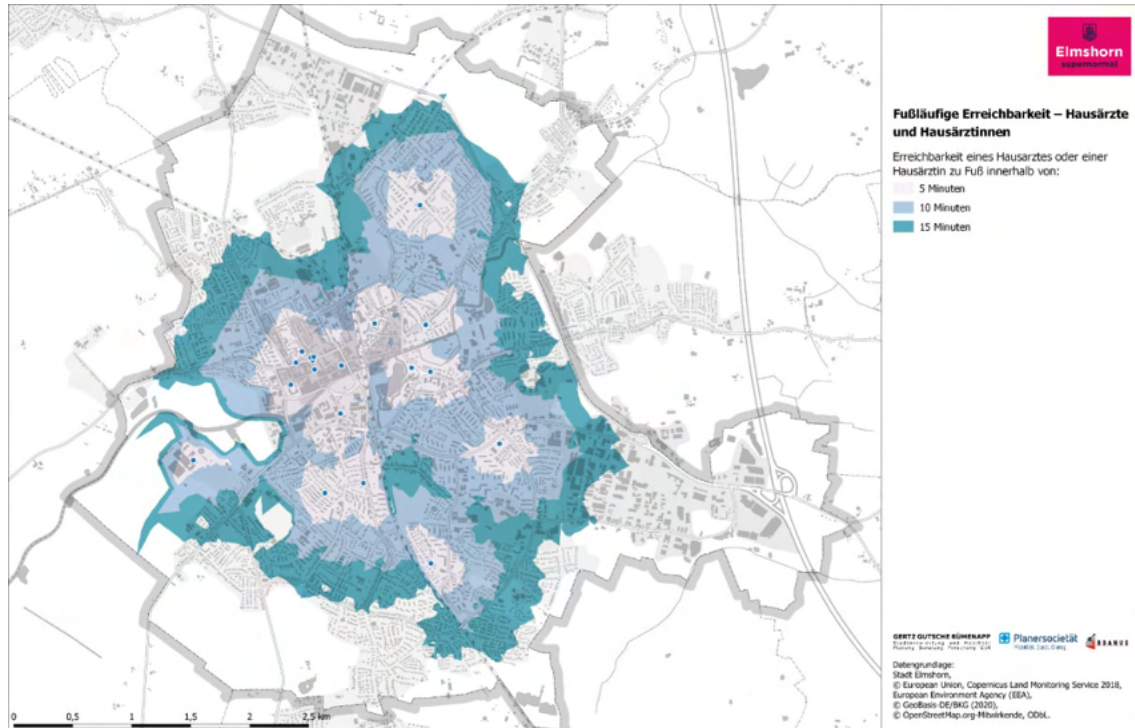 Elmshorn
supernormal
Fußläufige Erreichbarkeit – Hausärzte
und Hausärztinnen
Erreichbarkeit eines Hausarztes oder einer
Hausärztin zu Fuß innerhalb von:
5 Minuten
10 Minuten
15 Minuten
GERTZ GUTSCHE RÜMENAPP
Planersocietät
URBANUS
Datengrundlage:
Stadt Elmshorn,
© European Union, Copernicus Land Monitoring Service 2018,
European Environment Agency (EEA),
© GeoBasis-DE/BKG (2020),
© OpenStreetMap.org-Mitwirkende, ODbL.
0 0,5 1 1,5 2 2,5 km